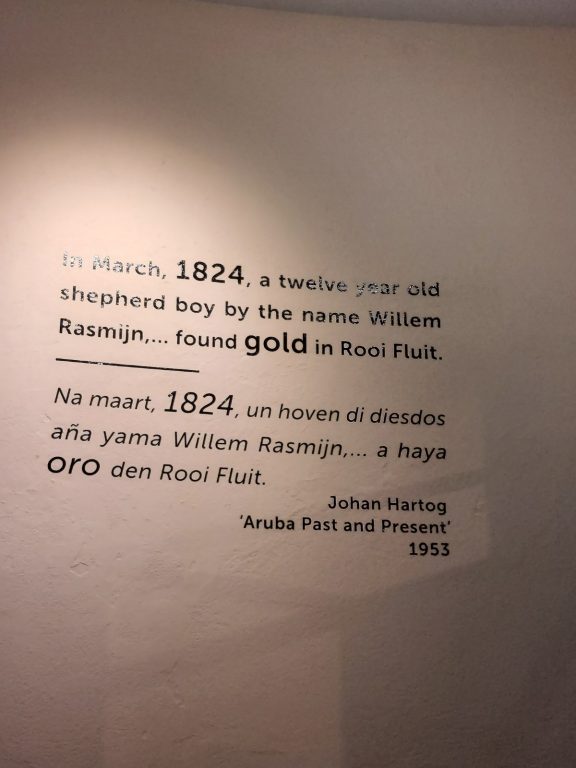 In March, 1824, a twelve year old
shepherd boy by the name Willem
Rasmijn,... found gold in Rooi Fluit.
Na maart, 1824, un hoven di diesdos
aña yama Willem Rasmijn,... a haya
oro den Rooi Fluit.
Johan Hartog
'Aruba Past and Present'
1953